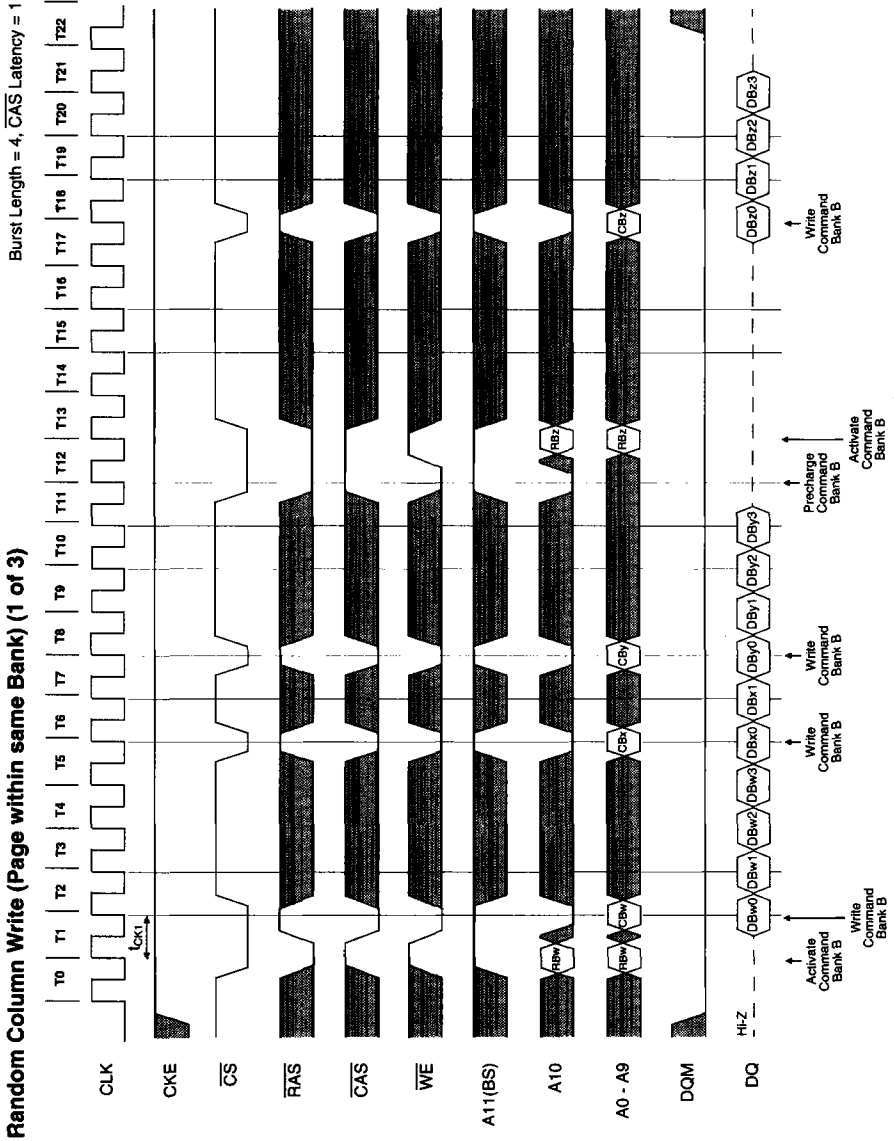 Random Column Write (Page within same Bank) (1 of 3)
Burst Length = 4, CAS Latency = 1
T0 T1 T2 T3 T4 T5 T6 T7 T8 T9 T10 T11 T12 T13 T14 T15 T16 T17 T18 T19 T20 T21 T22
CLK
tCK1
CKE
CS
RAS
CAS
WE
A11(BS)
A10
RBw RBz
A0 - A9
RBw CBw CBx CBy RBz CBz
DQM
DQ
Hi-Z
DBw0 DBw1 DBw2 DBw3 DBx0 DBx1 DBy0 DBy1 DBy2 DBy3 DBz0 DBz1 DBz2 DBz3
Activate
Command
Bank B
Write
Command
Bank B
Write
Command
Bank B
Write
Command
Bank B
Precharge
Command
Bank B
Activate
Command
Bank B
Write
Command
Bank B